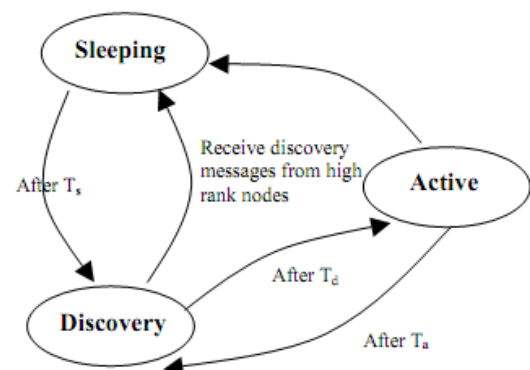 Sleeping
Receive discovery
messages from high
rank nodes
After Ts
Active
After Td
Discovery
After Ta